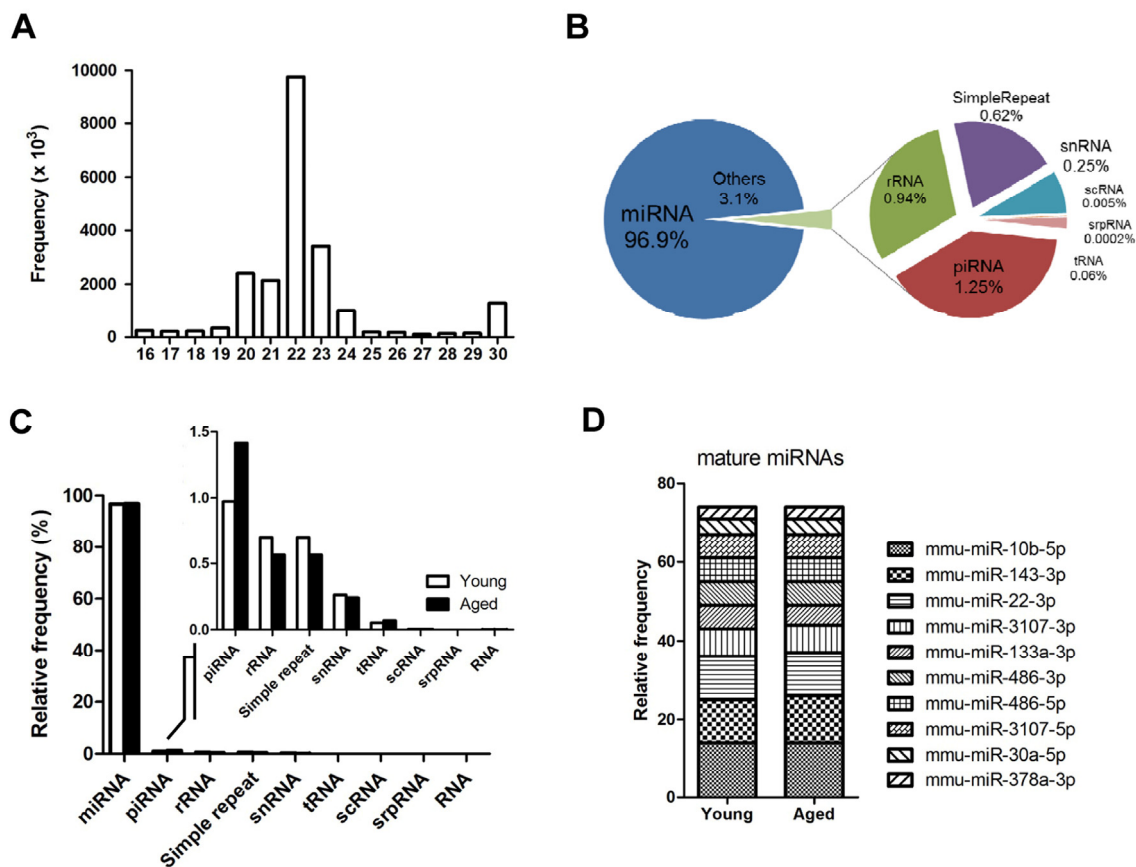 A
Frequency (x 10³)
10000
8000
6000
4000
2000
0
16 17 18 19 20 21 22 23 24 25 26 27 28 29 30
B
miRNA
96.9%
Others
3.1%
rRNA
0.94%
SimpleRepeat
0.62%
snRNA
0.25%
scRNA
0.005%
srpRNA
0.0002%
tRNA
0.06%
piRNA
1.25%
C
Relative frequency (%)
100
80
60
40
20
0
miRNA
piRNA
rRNA
Simple repeat
snRNA
tRNA
scRNA
srpRNA
RNA
1.5
1.0
0.5
0.0
piRNA
rRNA
Simple repeat
snRNA
tRNA
scRNA
srpRNA
RNA
Young
Aged
D
mature miRNAs
Relative frequency
80
60
40
20
0
Young
Aged
mmu-miR-10b-5p
mmu-miR-143-3p
mmu-miR-22-3p
mmu-miR-3107-3p
mmu-miR-133a-3p
mmu-miR-486-3p
mmu-miR-486-5p
mmu-miR-3107-5p
mmu-miR-30a-5p
mmu-miR-378a-3p